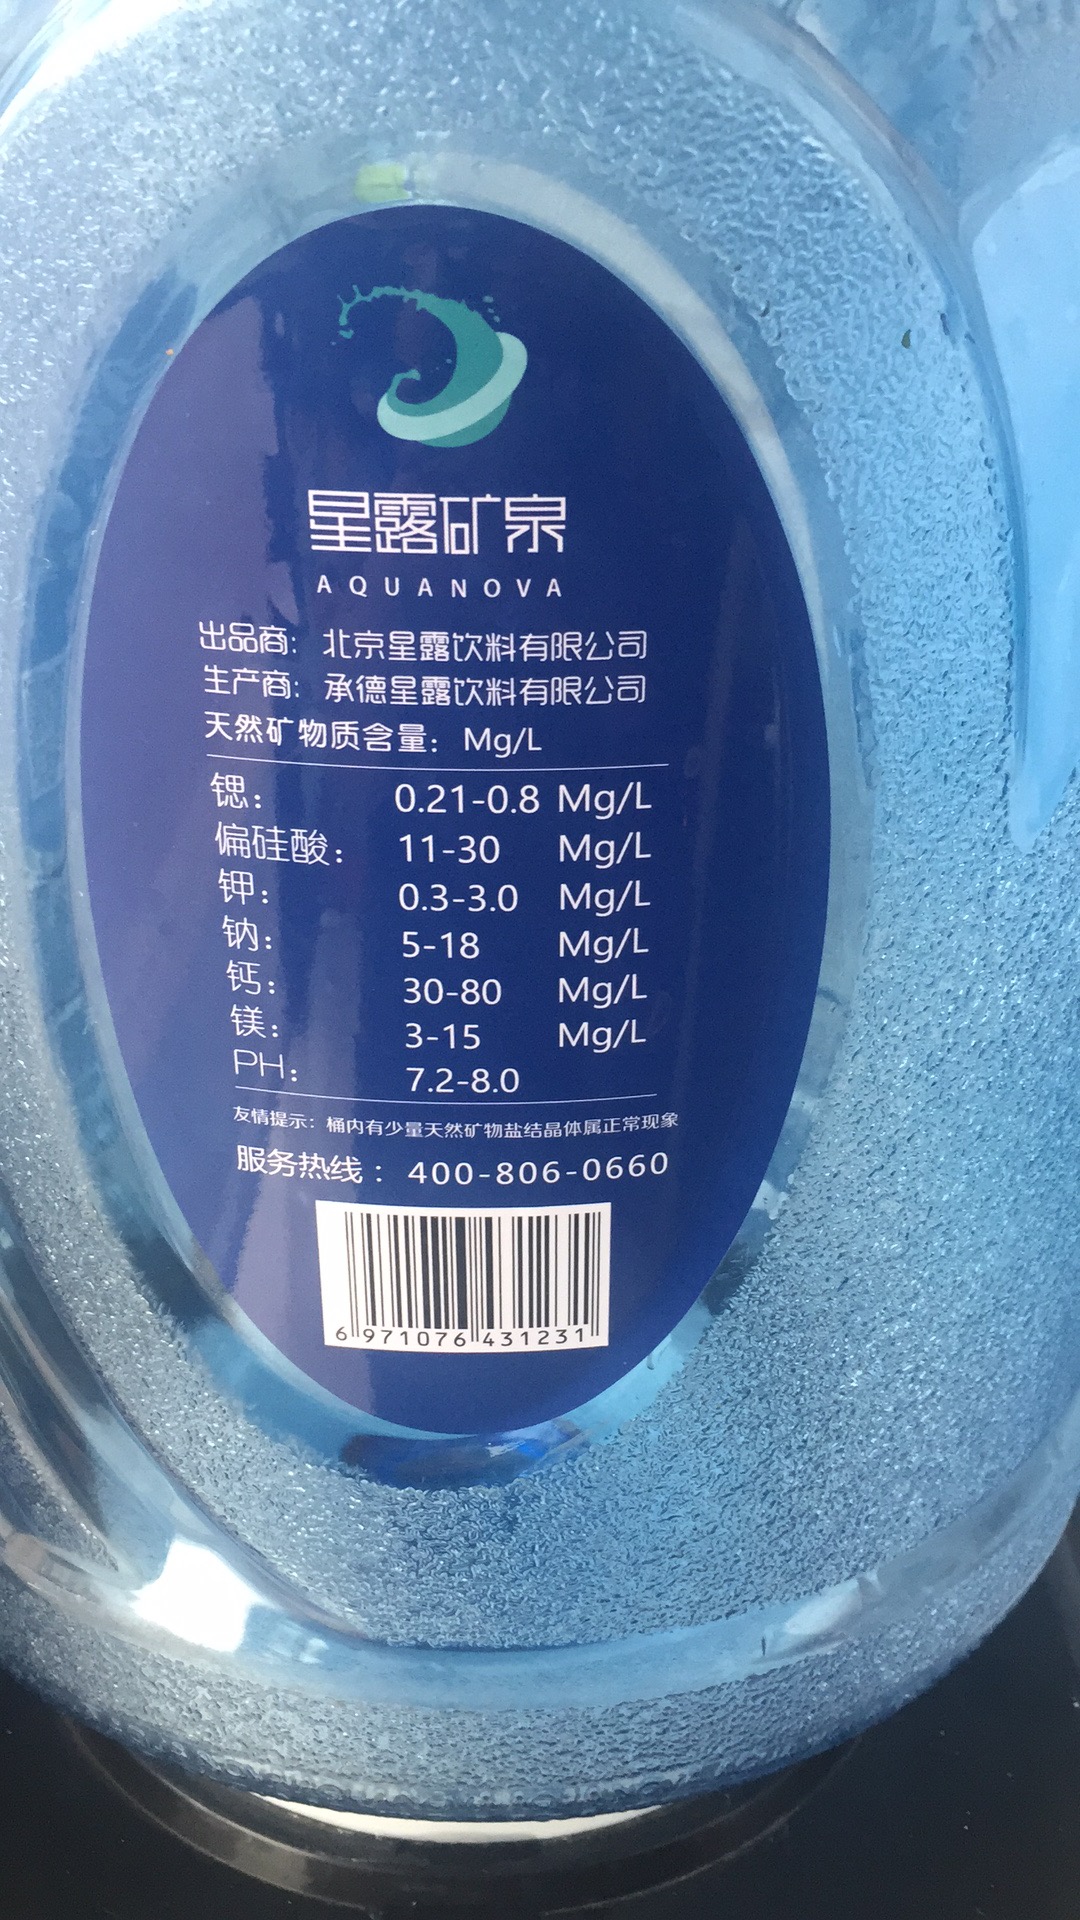 星露矿泉
AQUANOVA
出品商: 北京星露饮料有限公司
生产商: 承德星露饮料有限公司
天然矿物质含量: Mg/L
锶: 0.21-0.8 Mg/L
偏硅酸: 11-30 Mg/L
钾: 0.3-3.0 Mg/L
钠: 5-18 Mg/L
钙: 30-80 Mg/L
镁: 3-15 Mg/L
PH: 7.2-8.0
友情提示: 桶内有少量天然矿物盐结晶体属正常现象
服务热线: 400-806-0660
6 971076 431231